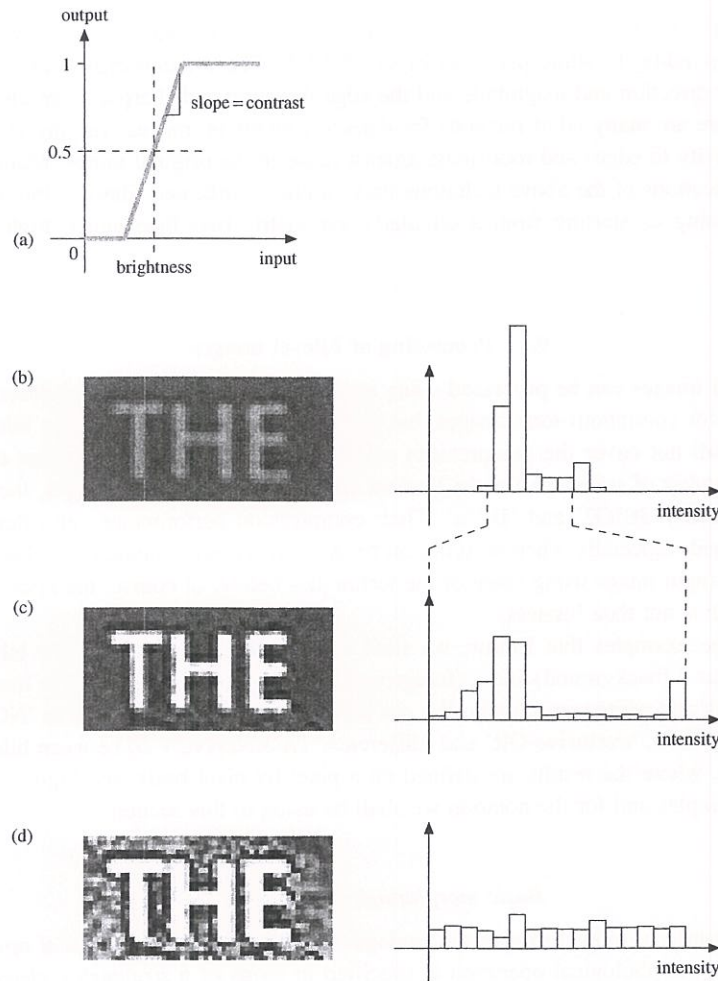 output
1
slope = contrast
0.5
(a)
0
brightness
input
(b)
THE
intensity
(c)
THE
intensity
(d)
THE
intensity